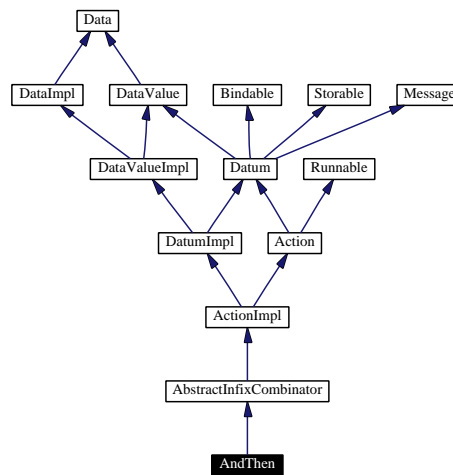 Data
DataImpl
DataValue
Bindable
Storable
Message
DataValueImpl
Datum
Runnable
DatumImpl
Action
ActionImpl
AbstractInfixCombinator
AndThen